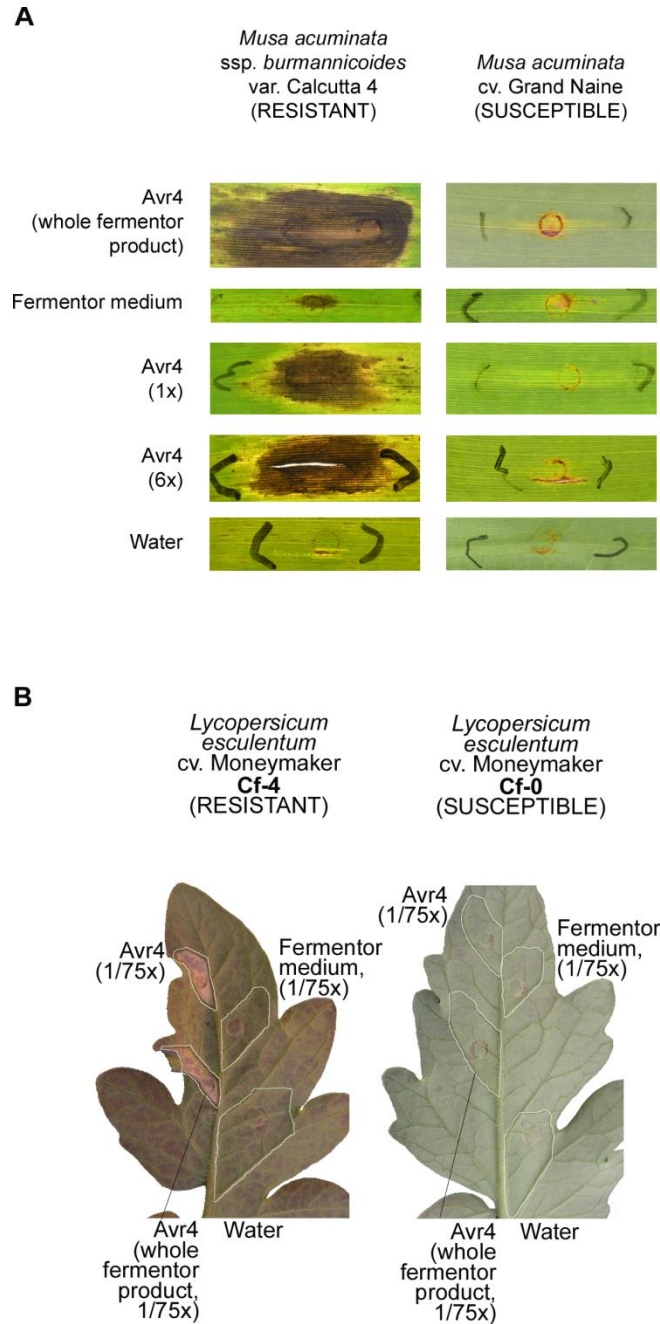 A
Musa acuminata
ssp. burmannicoides
var. Calcutta 4
(RESISTANT)
Musa acuminata
cv. Grand Naine
(SUSCEPTIBLE)
Avr4
(whole fermentor
product)
Fermentor medium
Avr4
(1x)
Avr4
(6x)
Water
B
Lycopersicum
esculentum
cv. Moneymaker
Cf-4
(RESISTANT)
Lycopersicum
esculentum
cv. Moneymaker
Cf-0
(SUSCEPTIBLE)
Avr4
(1/75x)
Fermentor
medium,
(1/75x)
Avr4
(whole
fermentor
product,
1/75x)
Water
Avr4
(1/75x)
Fermentor
medium,
(1/75x)
Avr4
(whole
fermentor
product,
1/75x)
Water